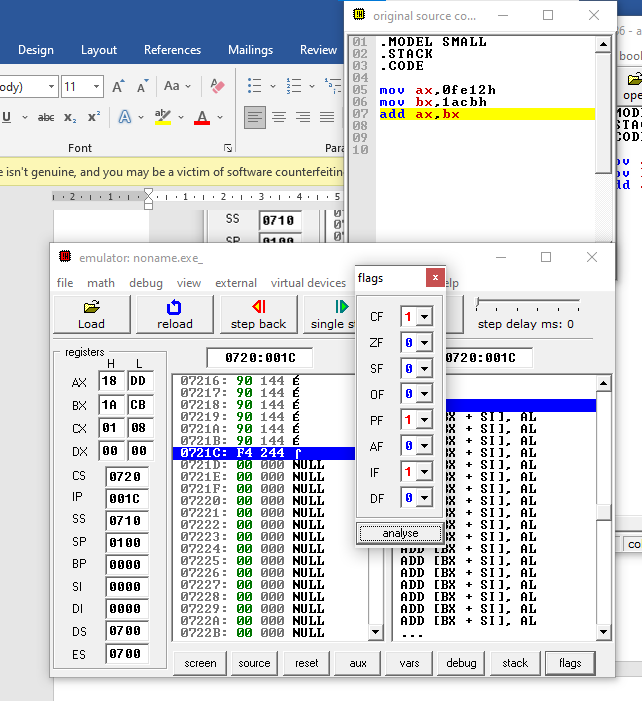 Design Layout References Mailings Review
original source co...
01 .MODEL SMALL
02 .STACK
03 .CODE
04
05 mov ax,0fe12h
06 mov bx,1acbh
07 add ax,bx
08
09
10
ody) 11 A A Aa
U abc x₂ x² A ab A
Font
Para
e isn't genuine, and you may be a victim of software counterfeiting
2 1 1 2 3 4 5
SS 0710
SP 0100
emulator: noname.exe_
file math debug view external virtual devices elp
Load reload step back single s step delay ms: 0
flags
CF 1
ZF 0
SF 0
OF 0
PF 1
AF 0
IF 1
DF 0
analyse
registers
H L
AX 18 DD
BX 1A CB
CX 01 08
DX 00 00
CS 0720
IP 001C
SS 0710
SP 0100
BP 0000
SI 0000
DI 0000
DS 0700
ES 0700
0720:001C
07216: 90 144 É
07217: 90 144 É
07218: 90 144 É
07219: 90 144 É
0721A: 90 144 É
0721B: 90 144 É
0721C: F4 244 ⌠
0721D: 00 000 NULL
0721E: 00 000 NULL
0721F: 00 000 NULL
07220: 00 000 NULL
07221: 00 000 NULL
07222: 00 000 NULL
07223: 00 000 NULL
07224: 00 000 NULL
07225: 00 000 NULL
07226: 00 000 NULL
07227: 00 000 NULL
07228: 00 000 NULL
07229: 00 000 NULL
0722A: 00 000 NULL
0722B: 00 000 NULL
0720:001C
BX + SI], AL
BX + SI], AL
BX + SI], AL
BX + SI], AL
BX + SI], AL
BX + SI], AL
BX + SI], AL
BX + SI], AL
BX + SI], AL
BX + SI], AL
ADD [BX + SI], AL
ADD [BX + SI], AL
ADD [BX + SI], AL
ADD [BX + SI], AL
ADD [BX + SI], AL
ADD [BX + SI], AL
ADD [BX + SI], AL
...
screen source reset aux vars debug stack flags